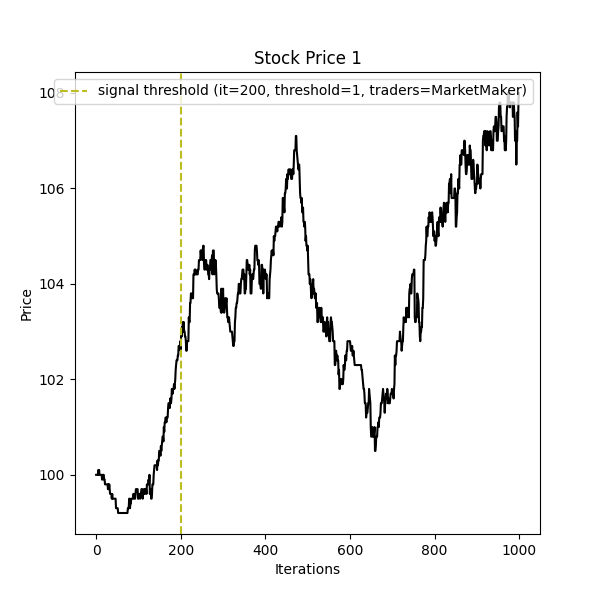 Stock Price 1
signal threshold (it=200, threshold=1, traders=MarketMaker)
108
106
104
102
100
Price
0 200 400 600 800 1000
Iterations